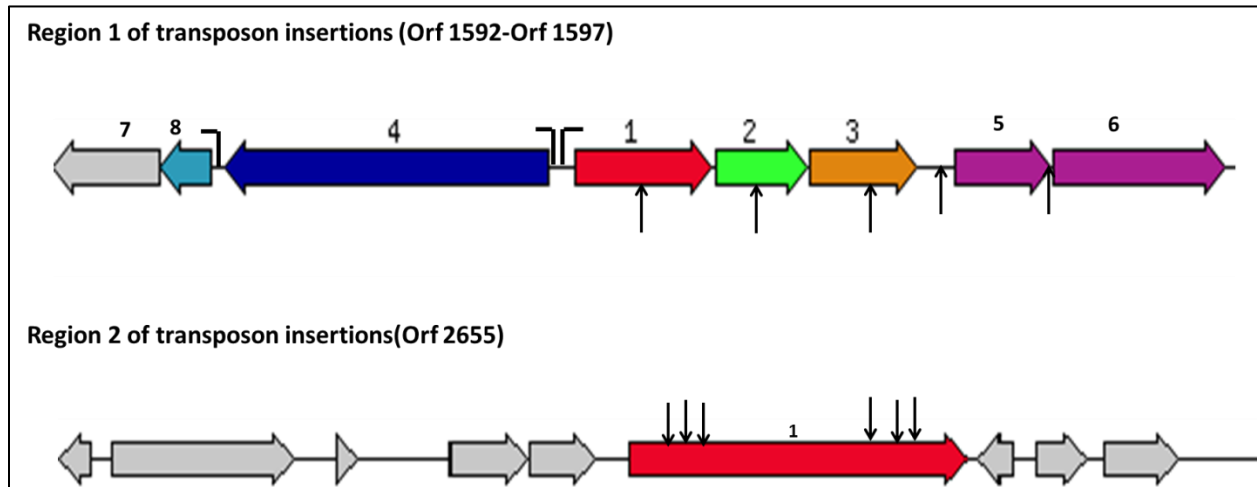 Region 1 of transposon insertions (Orf 1592-Orf 1597)
7 8 4 1 2 3 5 6
Region 2 of transposon insertions(Orf 2655)
1